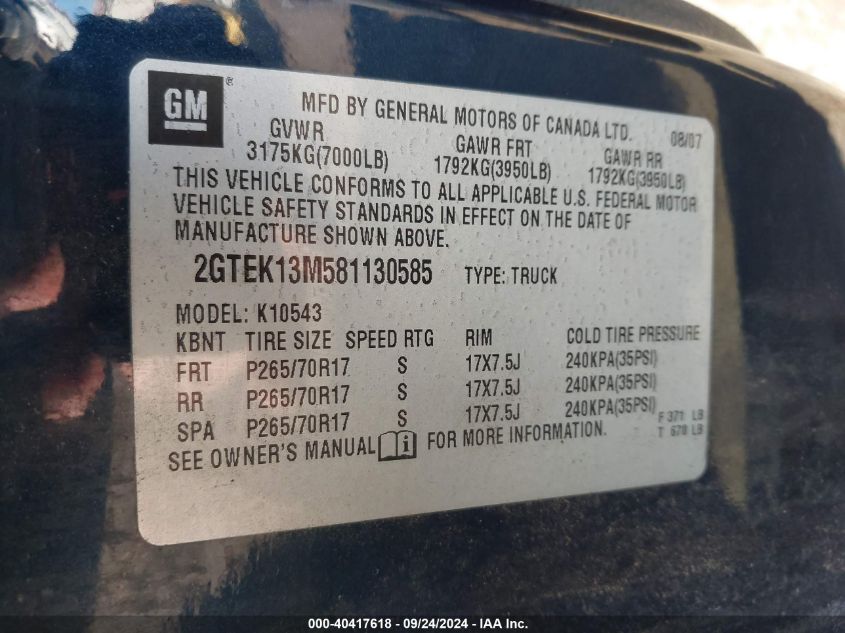 GM ®
MFD BY GENERAL MOTORS OF CANADA LTD. 08/07
GVWR GAWR FRT GAWR RR
3175KG(7000LB) 1792KG(3950LB) 1792KG(3950LB)
THIS VEHICLE CONFORMS TO ALL APPLICABLE U.S. FEDERAL MOTOR
VEHICLE SAFETY STANDARDS IN EFFECT ON THE DATE OF
MANUFACTURE SHOWN ABOVE.
2GTEK13M581130585 TYPE: TRUCK
MODEL: K10543
KBNT TIRE SIZE SPEED RTG RIM COLD TIRE PRESSURE
FRT P265/70R17 S 17X7.5J 240KPA(35PSI)
RR P265/70R17 S 17X7.5J 240KPA(35PSI)
SPA P265/70R17 S 17X7.5J 240KPA(35PSI)
F 371 LB
T 678 LB
SEE OWNER'S MANUAL i FOR MORE INFORMATION.
000-40417618 - 09/24/2024 - IAA Inc.